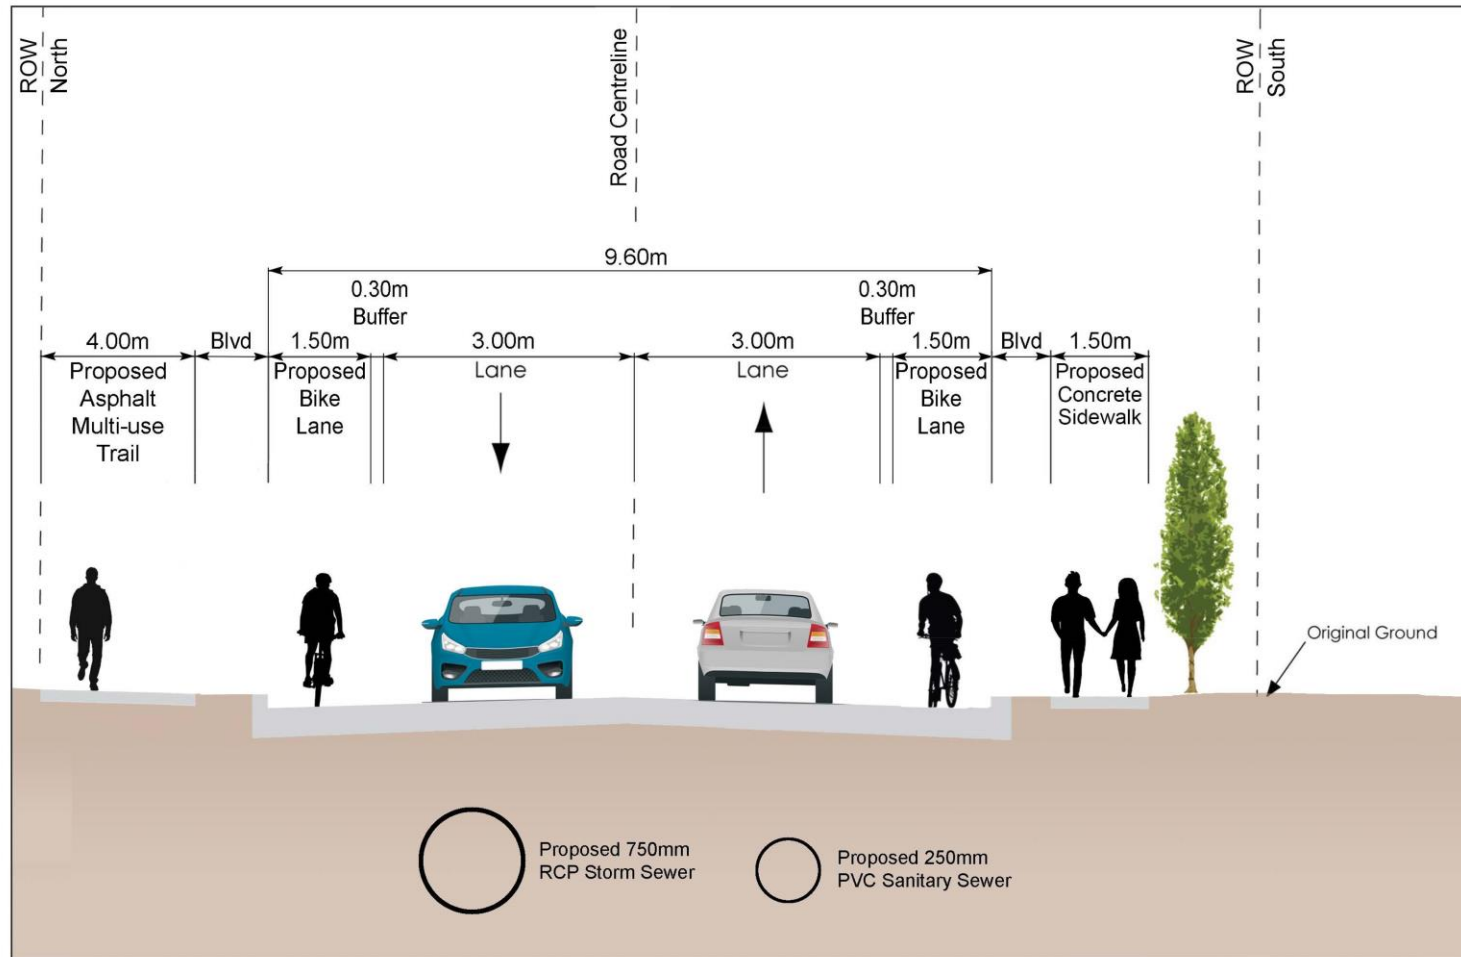 ROW
North
Road Centreline
ROW
South
9.60m
0.30m
Buffer
0.30m
Buffer
4.00m
Proposed
Asphalt
Multi-use
Trail
Blvd
1.50m
Proposed
Bike
Lane
3.00m
Lane
3.00m
Lane
1.50m
Proposed
Bike
Lane
Blvd
1.50m
Proposed
Concrete
Sidewalk
Original Ground
Proposed 750mm
RCP Storm Sewer
Proposed 250mm
PVC Sanitary Sewer